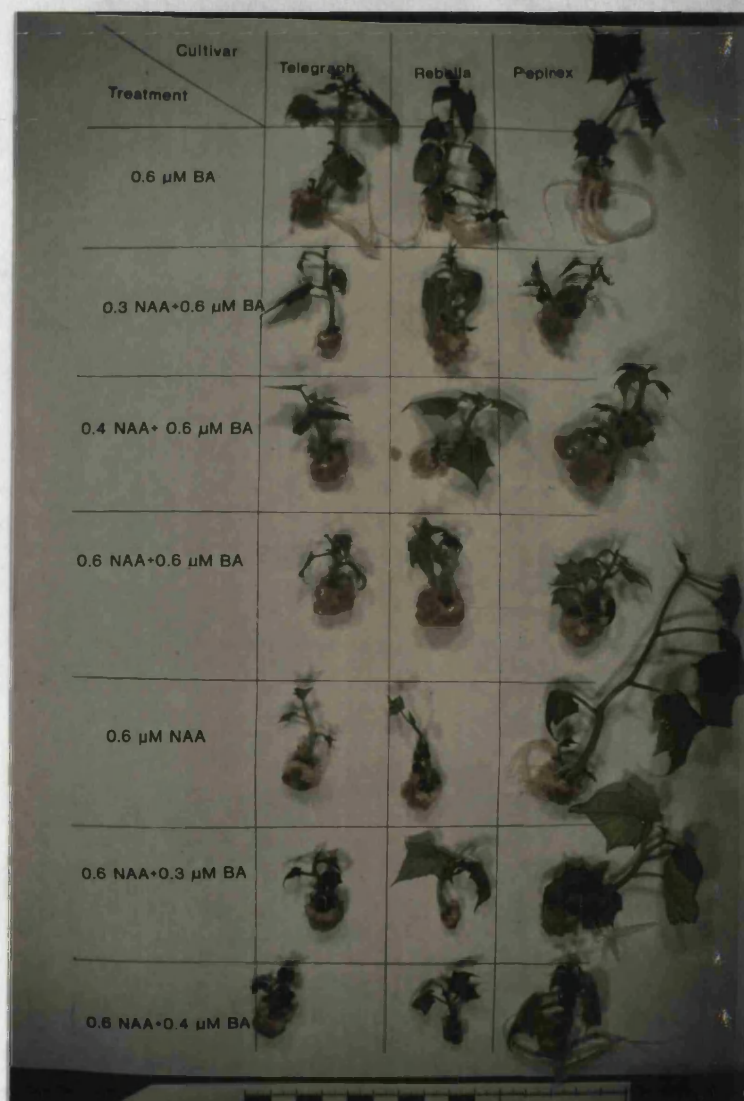 Cultivar
Telegraph Rebella Pepinex
Treatment
0.6 µM BA
0.3 NAA+0.6 µM BA
0.4 NAA+ 0.6 µM BA
0.6 NAA+0.6 µM BA
0.6 µM NAA
0.6 NAA+0.3 µM BA
0.6 NAA+0.4 µM BA